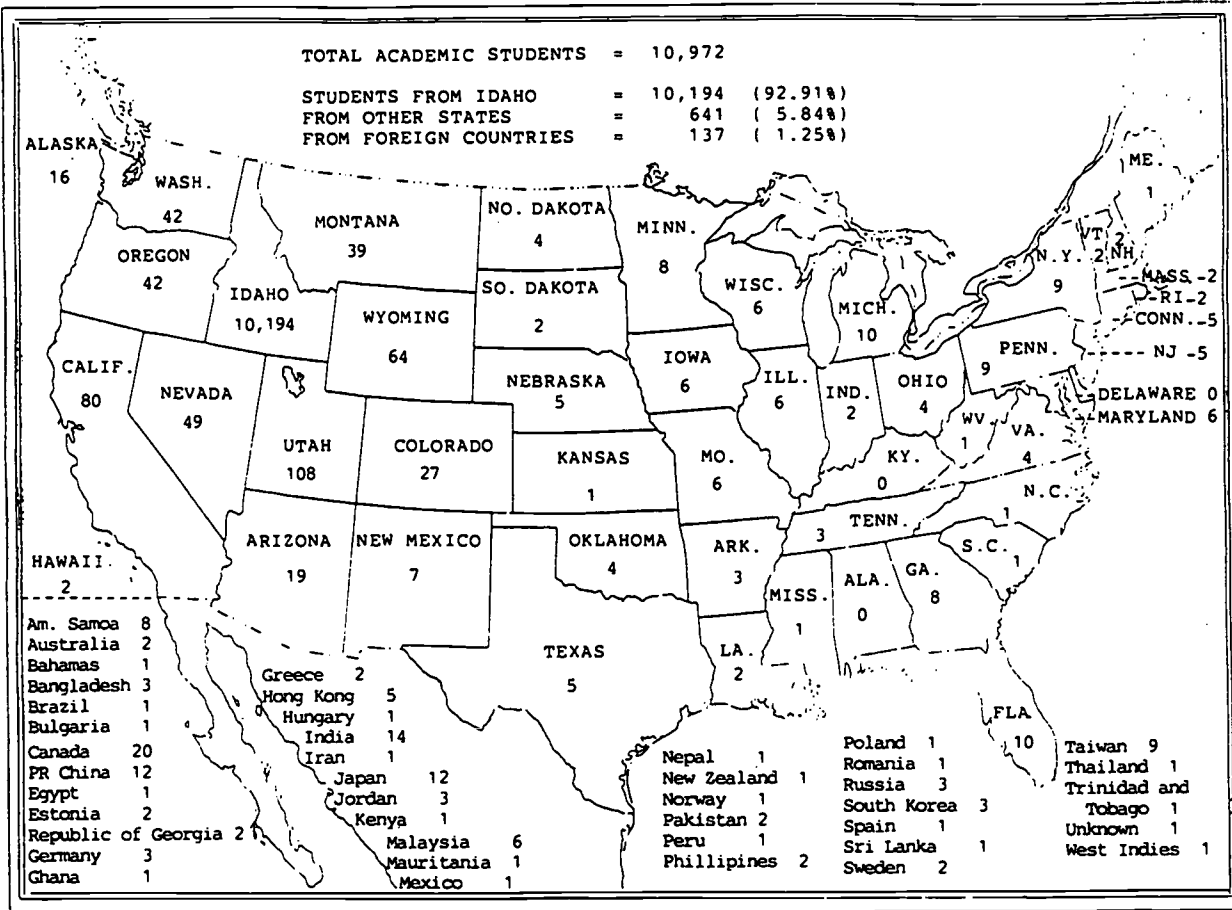 TOTAL ACADEMIC STUDENTS = 10,972
STUDENTS FROM IDAHO = 10,194 (92.91%)
FROM OTHER STATES = 641 ( 5.84%)
FROM FOREIGN COUNTRIES = 137 ( 1.25%)
ALASKA
16
WASH.
42
OREGON
42
IDAHO
10,194
MONTANA
39
NO. DAKOTA
4
SO. DAKOTA
2
MINN.
8
WISC.
6
MICH.
10
N.Y.
9
VT
2
NH
2
ME.
1
MASS.-2
RI-2
CONN.-5
NJ -5
DELAWARE 0
MARYLAND 6
PENN.
9
WYOMING
64
CALIF.
80
NEVADA
49
UTAH
108
COLORADO
27
NEBRASKA
5
KANSAS
1
IOWA
6
MO.
6
ILL.
6
IND.
2
OHIO
4
WV.
1
VA.
4
KY.
0
N.C.
1
TENN.
3
S.C.
1
ARIZONA
19
NEW MEXICO
7
OKLAHOMA
4
ARK.
3
MISS.
1
ALA.
0
GA.
8
TEXAS
5
LA.
2
FLA
10
HAWAII.
2
Am. Samoa 8
Australia 2
Bahamas 1
Bangladesh 3
Brazil 1
Bulgaria 1
Canada 20
PR China 12
Egypt 1
Estonia 2
Republic of Georgia 2
Germany 3
Ghana 1
Greece 2
Hong Kong 5
Hungary 1
India 14
Iran 1
Japan 12
Jordan 3
Kenya 1
Malaysia 6
Mauritania 1
Mexico 1
Nepal 1
New Zealand 1
Norway 1
Pakistan 2
Peru 1
Phillipines 2
Poland 1
Romania 1
Russia 3
South Korea 3
Spain 1
Sri Lanka 1
Sweden 2
Taiwan 9
Thailand 1
Trinidad and
Tobago 1
Unknown 1
West Indies 1